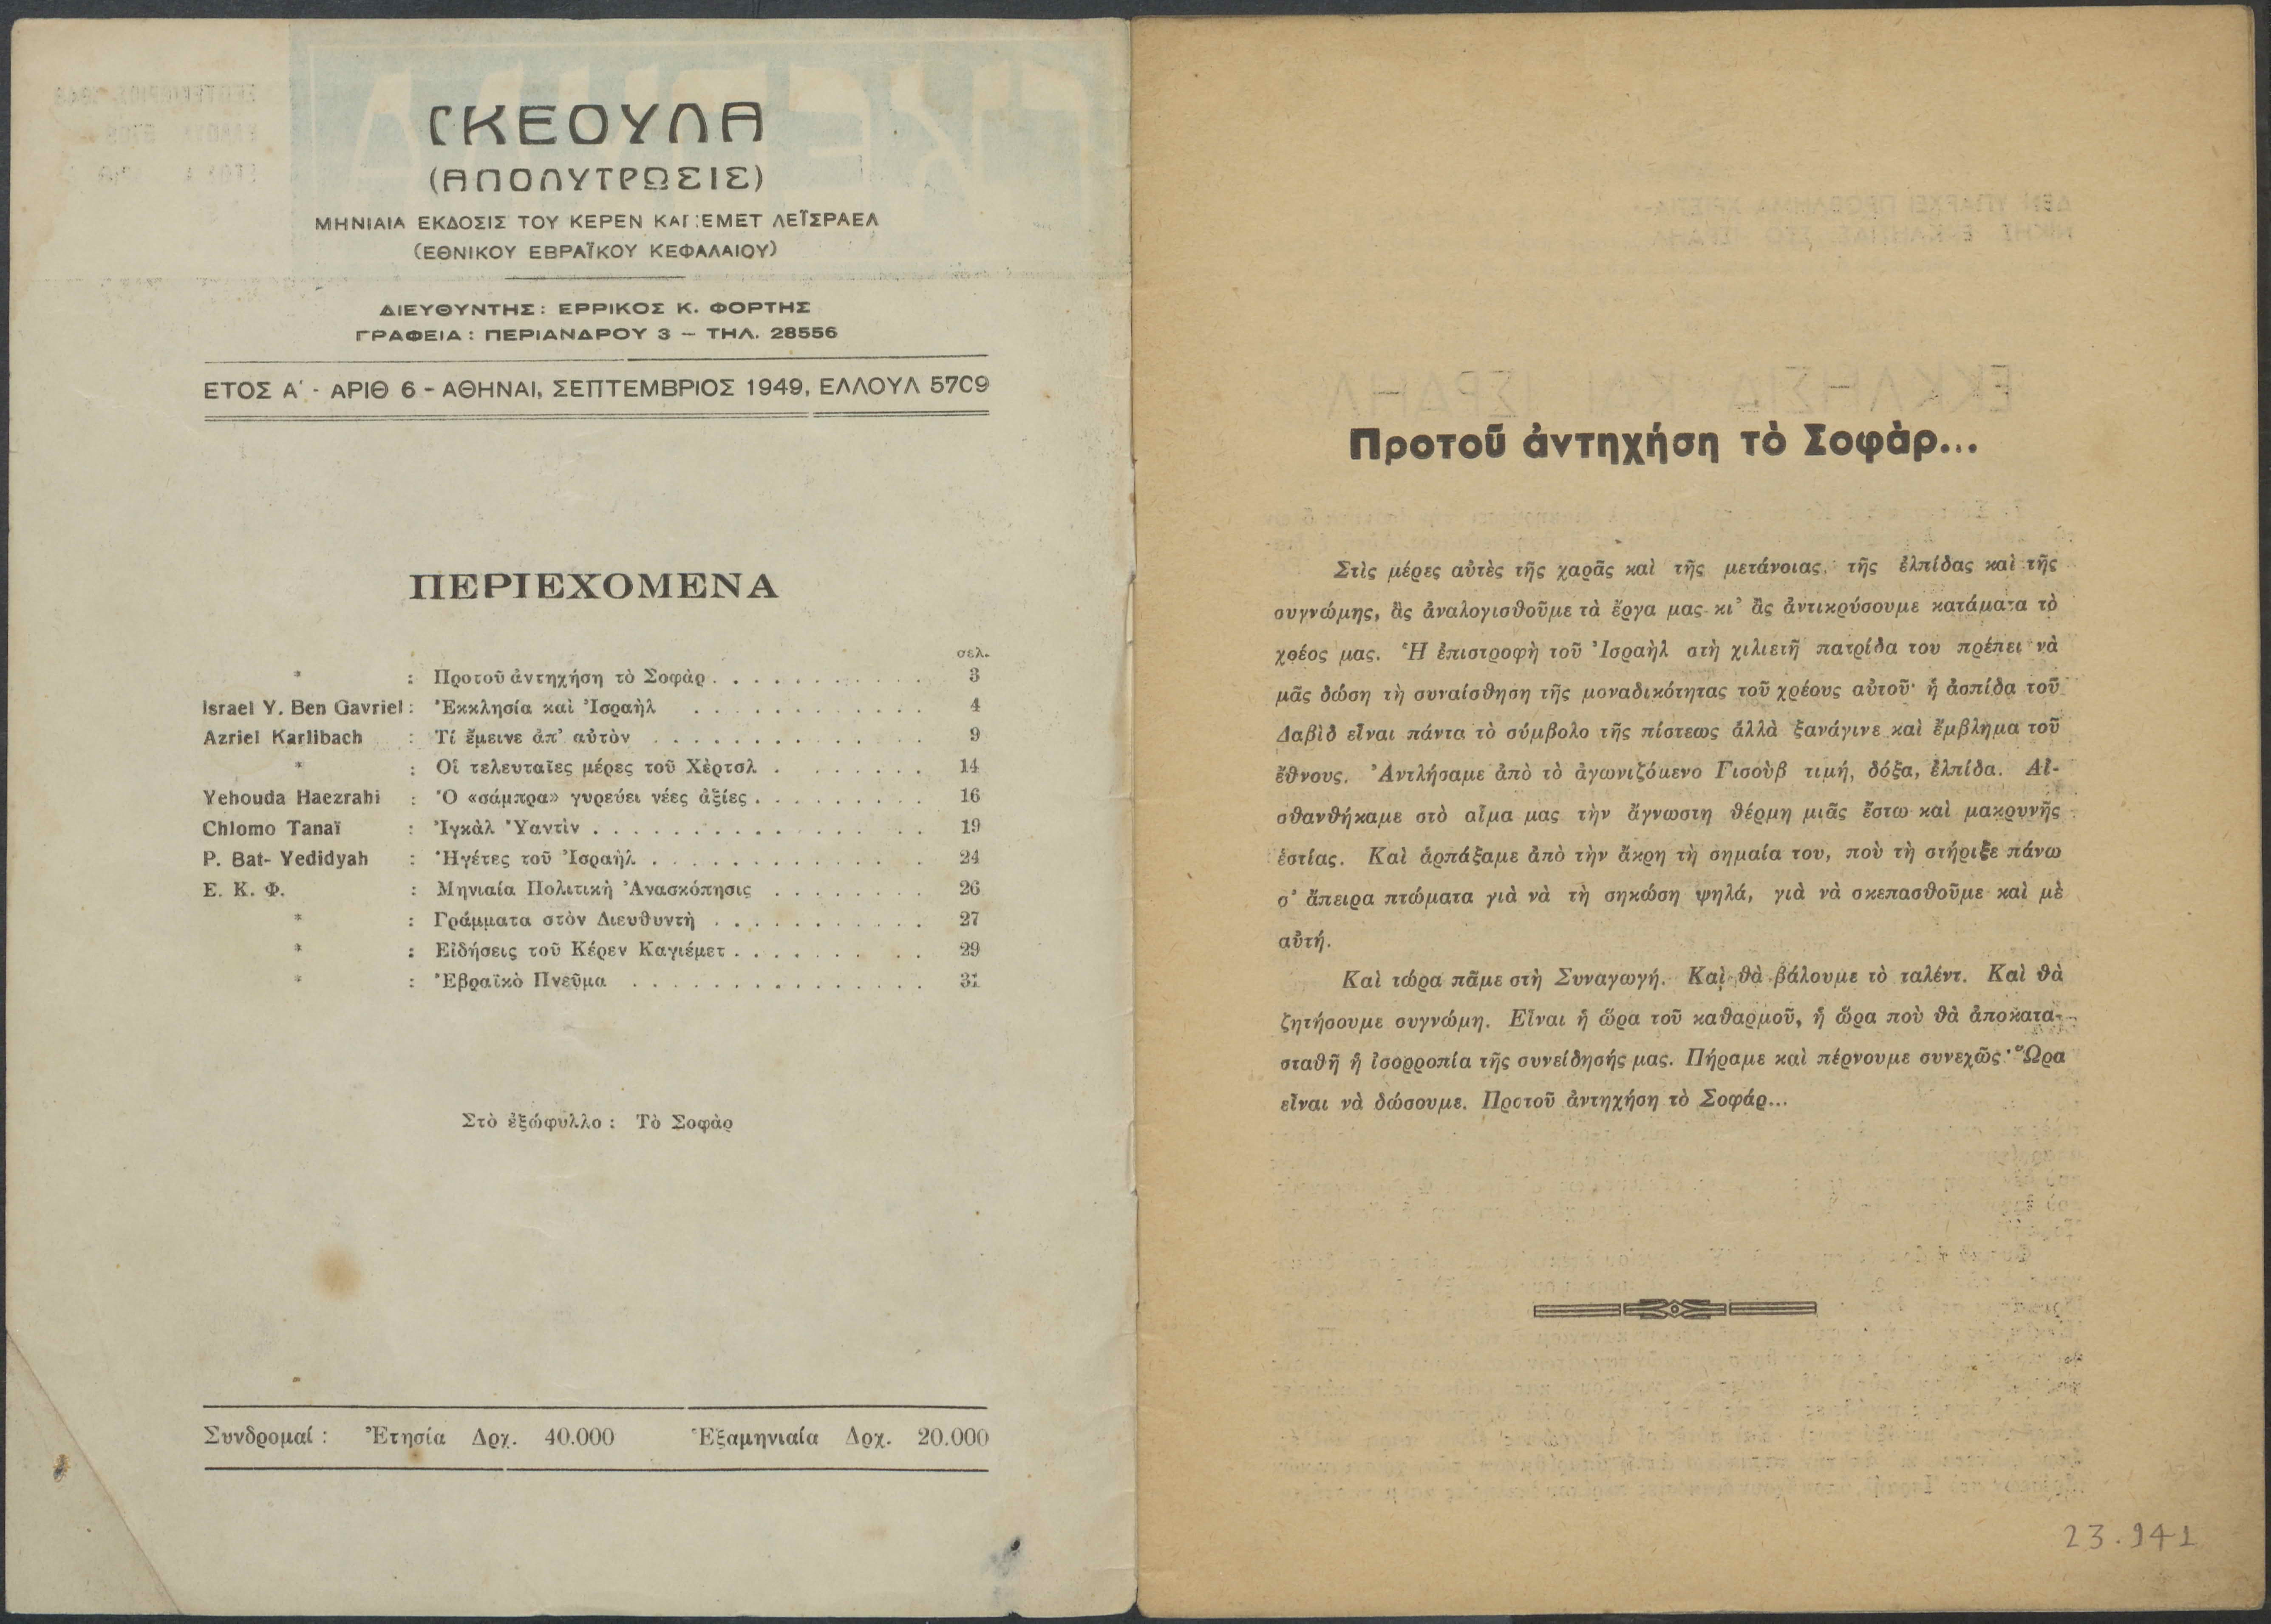 ΓΚΕΟΥΛΑ
(ΑΠΟΛΥΤΡΩΣΙΣ)
ΜΗΝΙΑΙΑ ΕΚΔΟΣΙΣ ΤΟΥ ΚΕΡΕΝ ΚΑΓΙΕΜΕΤ ΛΕΪΣΡΑΕΛ
(ΕΘΝΙΚΟΥ ΕΒΡΑΪΚΟΥ ΚΕΦΑΛΑΙΟΥ)
ΔΙΕΥΘΥΝΤΗΣ: ΕΡΡΙΚΟΣ Κ. ΦΟΡΤΗΣ
ΓΡΑΦΕΙΑ: ΠΕΡΙΑΝΔΡΟΥ 3 — ΤΗΛ. 28556
ΕΤΟΣ Α΄ - ΑΡΙΘ 6 - ΑΘΗΝΑΙ, ΣΕΠΤΕΜΒΡΙΟΣ 1949, ΕΛΛΟΥΛ 5709
ΠΕΡΙΕΧΟΜΕΝΑ
σελ.
* : Προτοῦ ἀντηχήση τὸ Σοφὰρ . . . . . . . . . . . 3
Israel Y. Ben Gavriel : Ἐκκλησία καὶ Ἰσραὴλ . . . . . . . . . . . . 4
Azriel Karlibach : Τί ἔμεινε ἀπ' αὐτὸν . . . . . . . . . . . . . 9
* : Οἱ τελευταῖες μέρες τοῦ Χὲρτσλ . . . . . . . . 14
Yehouda Haezrahi : Ὁ «σάμπρα» γυρεύει νέες ἀξίες . . . . . . . . . 16
Chlomo Tanaï : Ἰγκὰλ Ὑαντὶν . . . . . . . . . . . . . . . 19
P. Bat- Yedidyah : Ἡγέτες τοῦ Ἰσραὴλ . . . . . . . . . . . . . 24
Ε. Κ. Φ. : Μηνιαία Πολιτικὴ Ἀνασκόπησις . . . . . . . . 26
* : Γράμματα στὸν Διευθυντὴ . . . . . . . . . . . 27
* : Εἰδήσεις τοῦ Κέρεν Καγιέμετ . . . . . . . . . 29
* : Ἑβραϊκὸ Πνεῦμα . . . . . . . . . . . . . . . 31
Στὸ ἐξώφυλλο : Τὸ Σοφὰρ
Συνδρομαί : Ἐτησία Δρχ. 40.000 Ἑξαμηνιαία Δρχ. 20.000
Προτοῦ ἀντηχήση τὸ Σοφὰρ...
Στὶς μέρες αὐτὲς τῆς χαρᾶς καὶ τῆς μετάνοιας, τῆς ἐλπίδας καὶ τῆς
συγνώμης, ἂς ἀναλογισθοῦμε τὰ ἔργα μας κι' ἂς ἀντικρύσουμε κατάματα τὸ
χρέος μας. Ἡ ἐπιστροφὴ τοῦ Ἰσραὴλ στὴ χιλιετῆ πατρίδα του πρέπει νὰ
μᾶς δώση τὴ συναίσθηση τῆς μοναδικότητας τοῦ χρέους αὐτοῦ· ἡ ἀσπίδα τοῦ
Δαβὶδ εἶναι πάντα τὸ σύμβολο τῆς πίστεως ἀλλὰ ξανάγινε καὶ ἔμβλημα τοῦ
ἔθνους. Ἀντλήσαμε ἀπὸ τὸ ἀγωνιζόμενο Γισοὺβ τιμή, δόξα, ἐλπίδα. Αἰ-
σθανθήκαμε στὸ αἷμα μας τὴν ἄγνωστη θέρμη μιᾶς ἔστω καὶ μακρυνῆς
ἑστίας. Καὶ ἁρπάξαμε ἀπὸ τὴν ἄκρη τὴ σημαία του, ποὺ τὴ στήριξε πάνω
σ' ἄπειρα πτώματα γιὰ νὰ τὴ σηκώση ψηλά, γιὰ νὰ σκεπασθοῦμε καὶ μὲ
αὐτή.
Καὶ τώρα πᾶμε στὴ Συναγωγή. Καὶ θὰ βάλουμε τὸ ταλέντ. Καὶ θὰ
ζητήσουμε συγνώμη. Εἶναι ἡ ὥρα τοῦ καθαρμοῦ, ἡ ὥρα ποὺ θὰ ἀποκατα-
σταθῆ ἡ ἰσορροπία τῆς συνείδησής μας. Πήραμε καὶ πέρνουμε συνεχῶς· Ὥρα
εἶναι νὰ δώσουμε. Προτοῦ ἀντηχήση τὸ Σοφάρ...
23.941